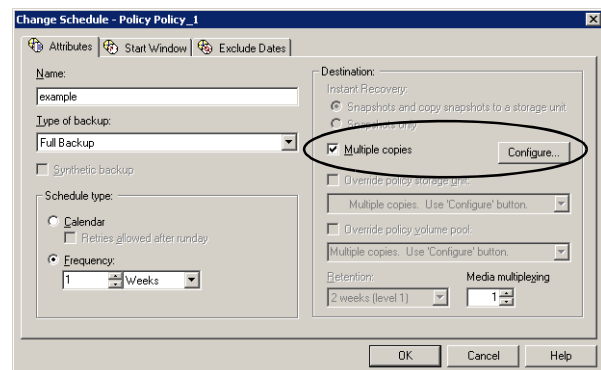 Change Schedule - Policy Policy_1
Attributes
Start Window
Exclude Dates
Name:
example
Type of backup:
Full Backup
Synthetic backup
Schedule type:
Calendar
Retries allowed after runday
Frequency:
1 Weeks
Destination:
Instant Recovery:
Snapshots and copy snapshots to a storage unit
Snapshots only
Multiple copies
Configure...
Override policy storage unit:
Multiple copies. Use 'Configure' button.
Override policy volume pool:
Multiple copies. Use 'Configure' button.
Retention:
Media multiplexing
2 weeks (level 1)
1
OK
Cancel
Help